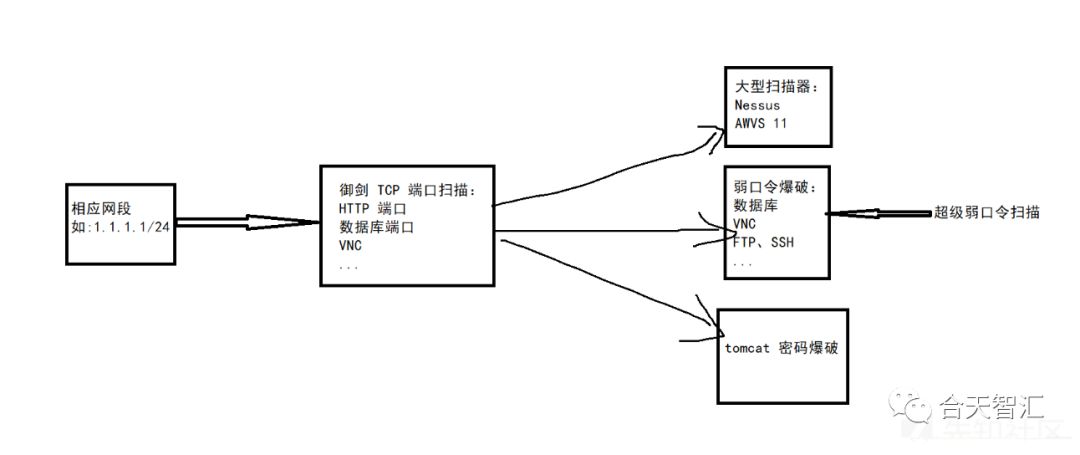 相应网段
如:1.1.1.1/24
御剑 TCP 端口扫描:
HTTP 端口
数据库端口
VNC
...
大型扫描器:
Nessus
AWVS 11
弱口令爆破:
数据库
VNC
FTP、SSH
...
超级弱口令扫描
tomcat 密码爆破
合天智汇